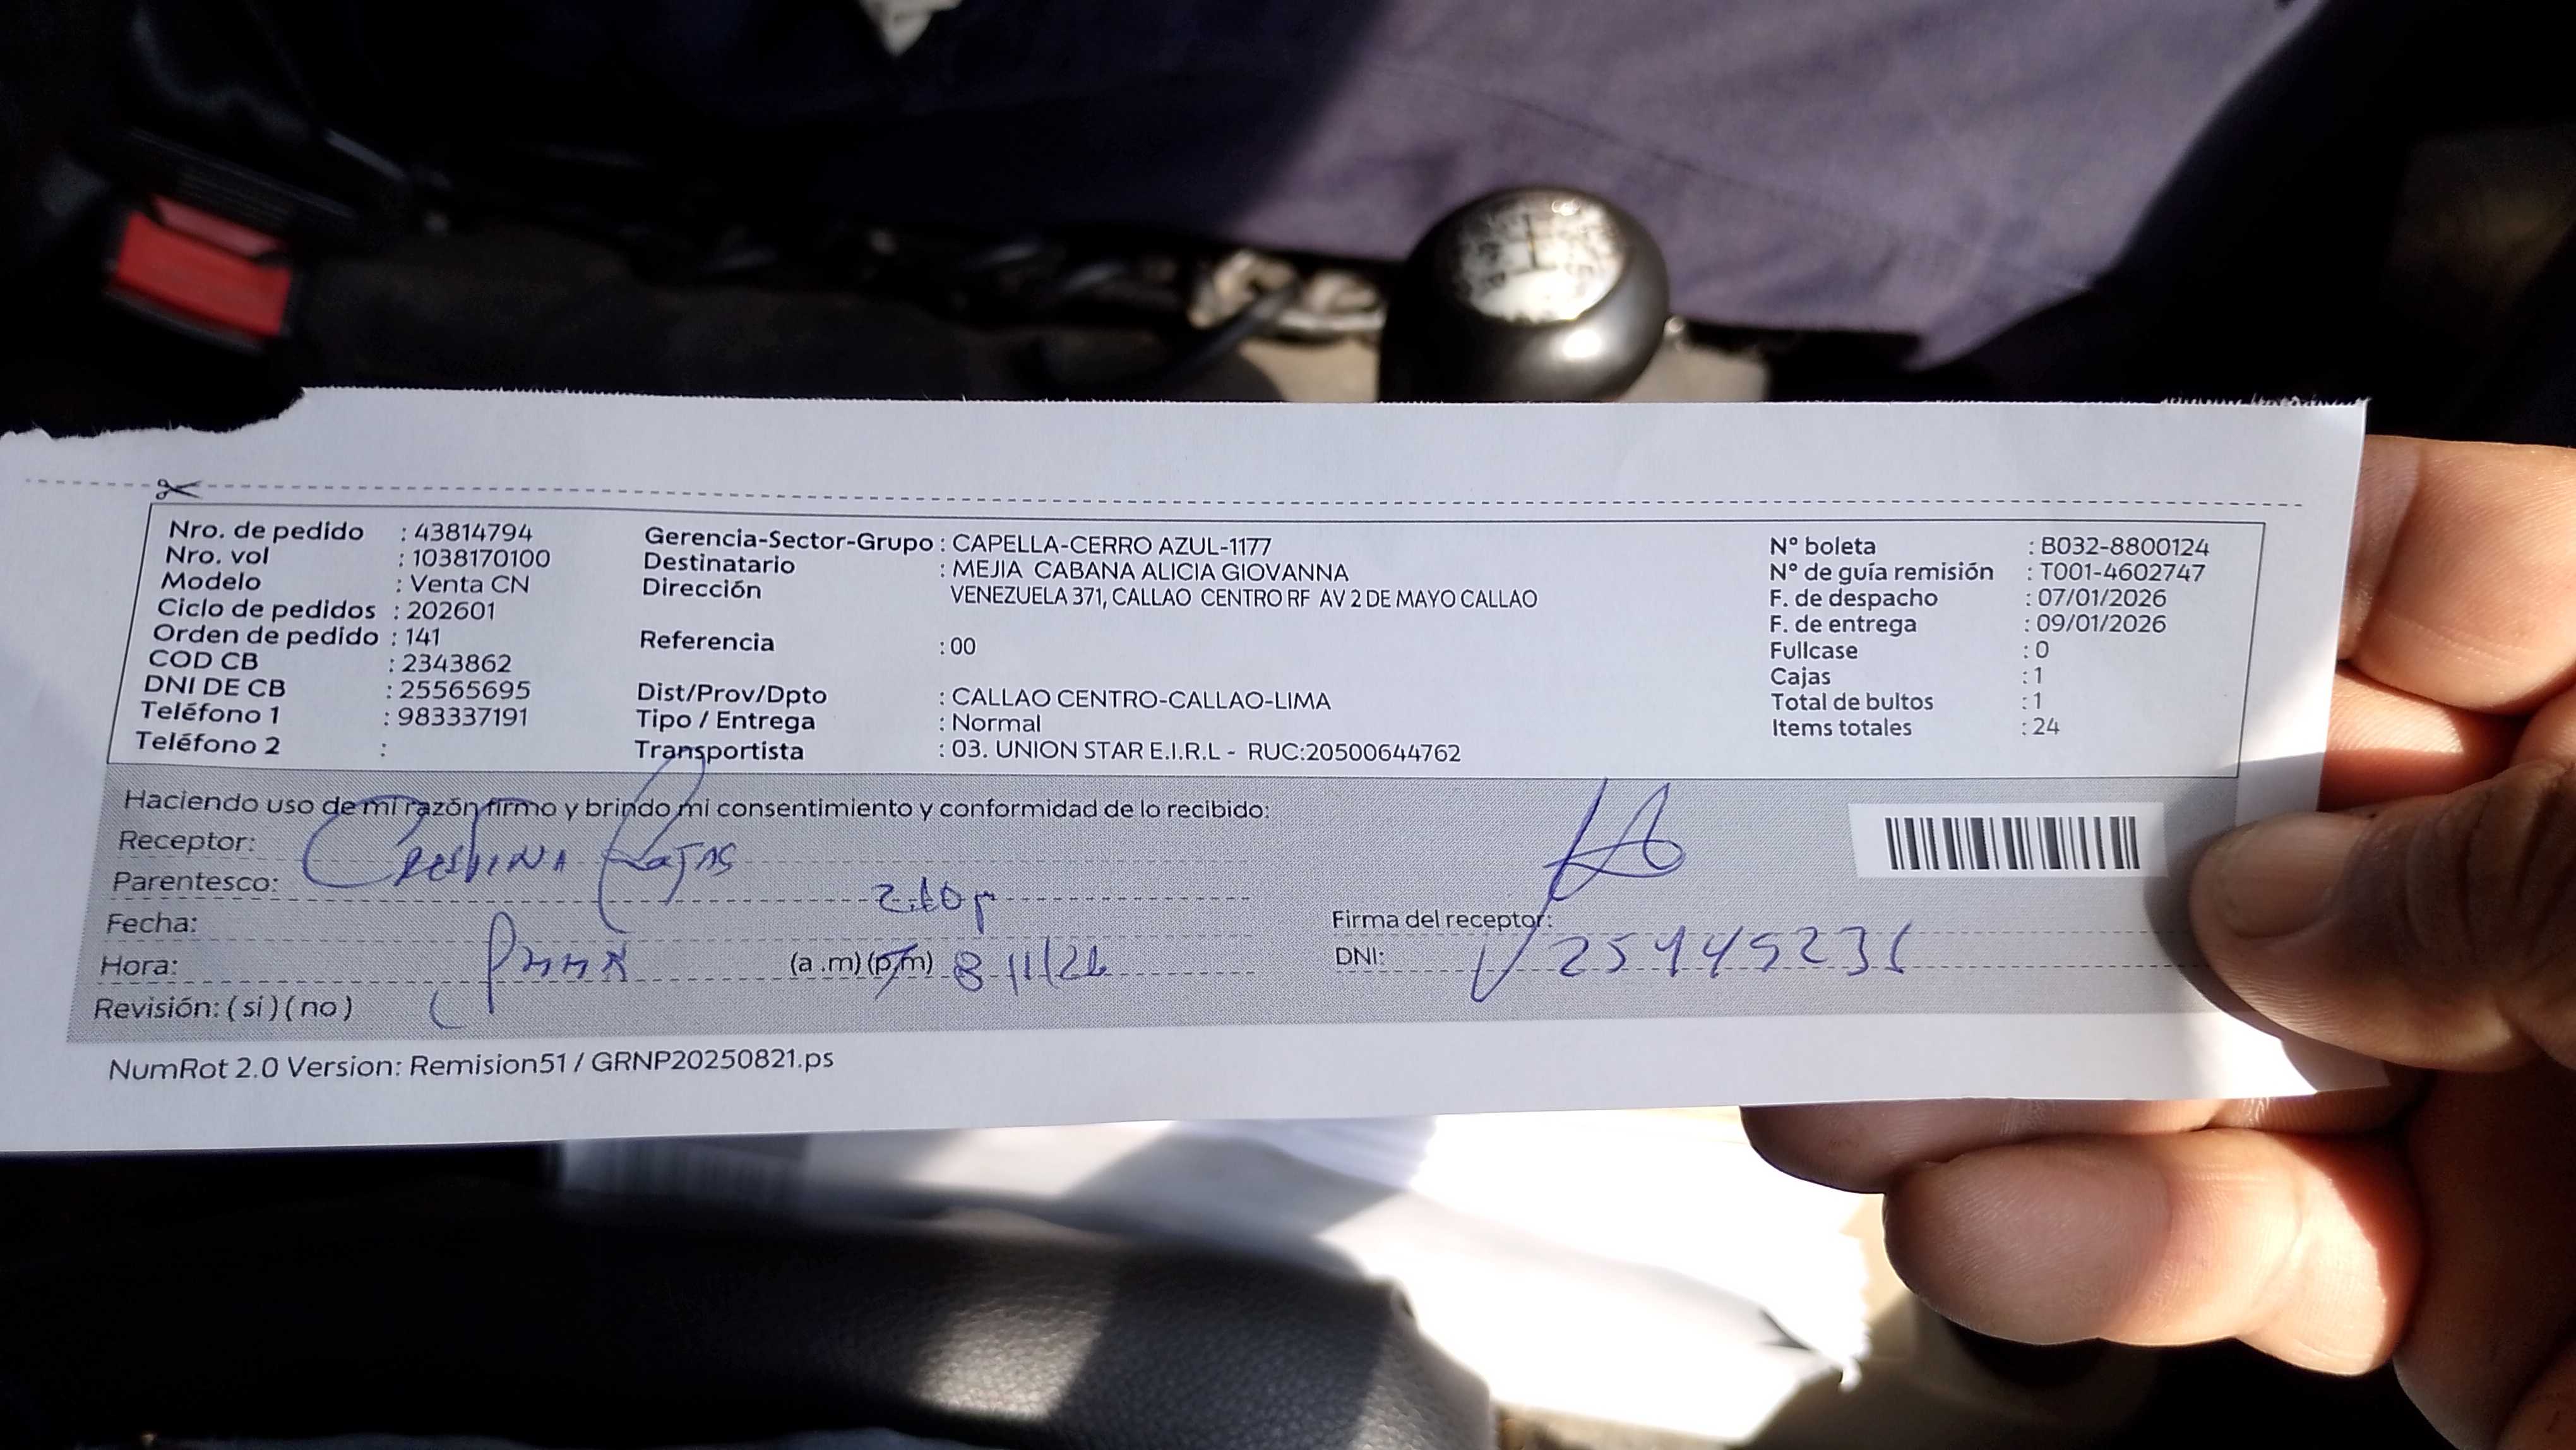 Nro. de pedido : 43814794
Nro. vol : 1038170100
Modelo : Venta CN
Ciclo de pedidos : 202601
Orden de pedido : 141
COD CB : 2343862
DNI DE CB : 25565695
Teléfono 1 : 983337191
Teléfono 2 :
Gerencia-Sector-Grupo : CAPELLA-CERRO AZUL-1177
Destinatario : MEJIA CABANA ALICIA GIOVANNA
Dirección VENEZUELA 371, CALLAO CENTRO RF AV 2 DE MAYO CALLAO
Referencia : 00
Dist/Prov/Dpto : CALLAO CENTRO-CALLAO-LIMA
Tipo / Entrega : Normal
Transportista : 03. UNION STAR E.I.R.L - RUC:20500644762
N° boleta : B032-8800124
N° de guía remisión : T001-4602747
F. de despacho : 07/01/2026
F. de entrega : 09/01/2026
Fullcase : 0
Cajas : 1
Total de bultos : 1
Items totales : 24
Haciendo uso de mi razón firmo y brindo mi consentimiento y conformidad de lo recibido:
Receptor:
Parentesco:
Fecha:
Hora: (a .m) (p.m) 8/1/26
Revisión: ( si ) ( no )
Firma del receptor:
DNI:
NumRot 2.0 Version: Remision51 / GRNP20250821.ps